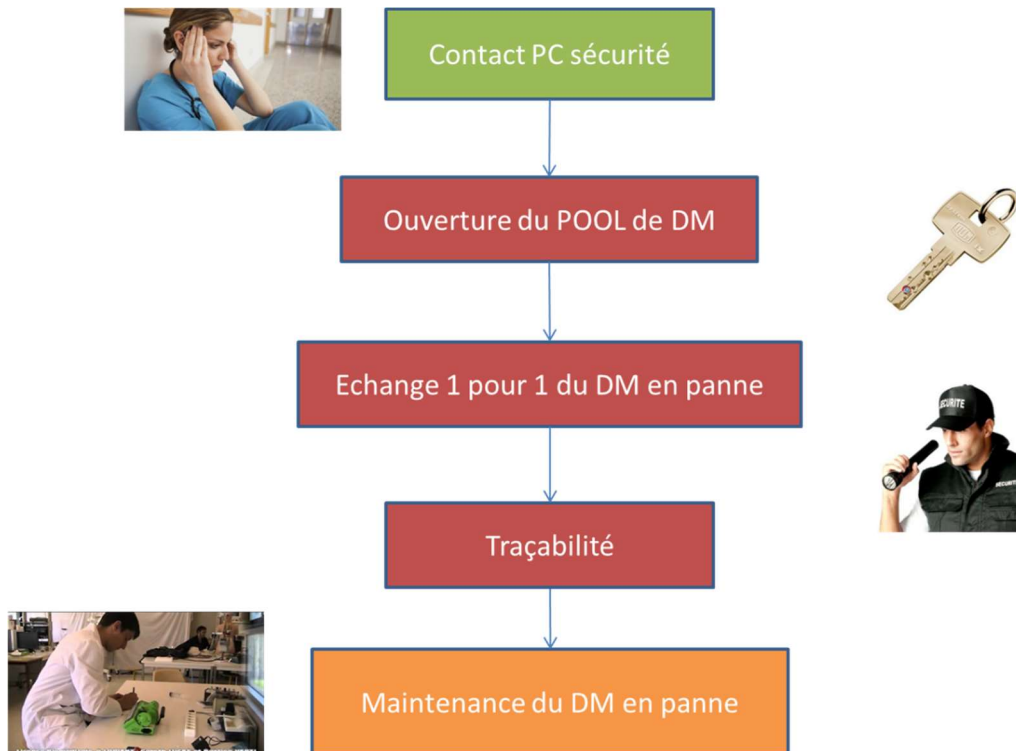 Contact PC sécurité
Ouverture du POOL de DM
Echange 1 pour 1 du DM en panne
SECURITE
Traçabilité
Maintenance du DM en panne